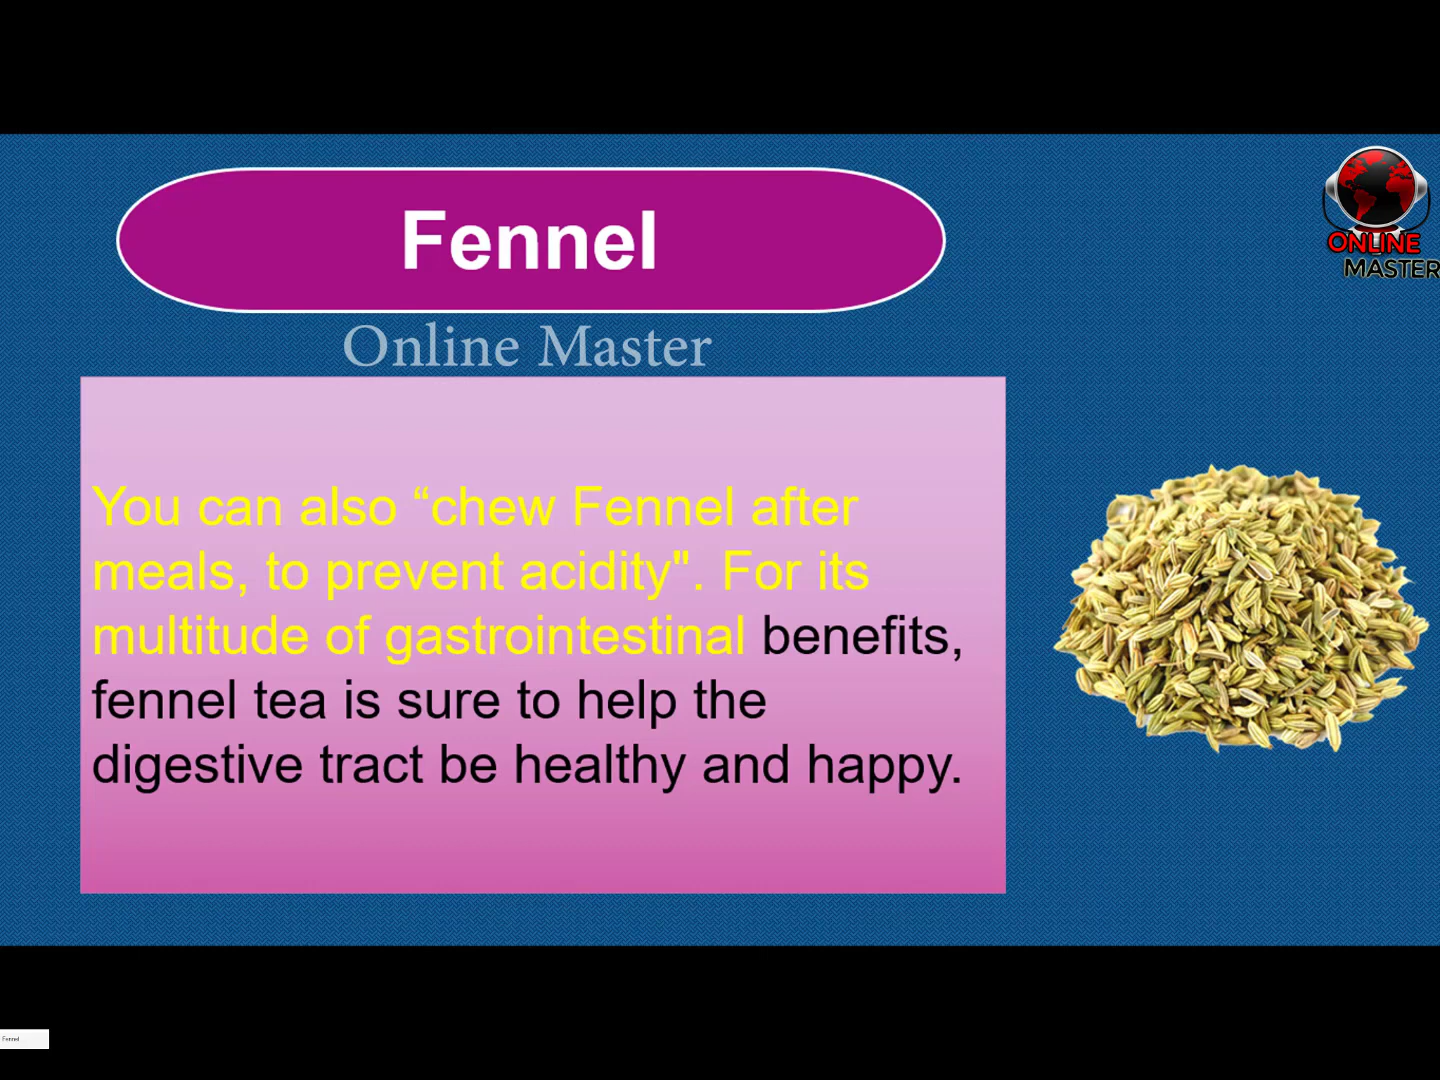 Fennel
ONLINE
MASTER
Online Master
You can also “chew Fennel after
meals, to prevent acidity". For its
multitude of gastrointestinal benefits,
fennel tea is sure to help the
digestive tract be healthy and happy.
Fennel